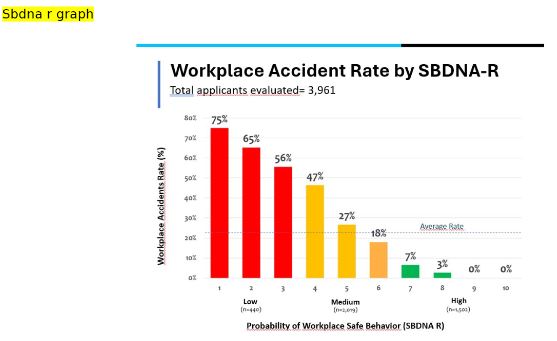 Sbdna r graph
Workplace Accident Rate by SBDNA-R
Total applicants evaluated= 3,961
Workplace Accidents Rate (%)
80%
70%
60%
50%
40%
30%
20%
10%
0%
75%
65%
56%
47%
27%
18%
7%
3%
0%
0%
Average Rate
1 2 3 4 5 6 7 8 9 10
Low Medium High
(n=440) (n=2,019) (n=1,502)
Probability of Workplace Safe Behavior (SBDNA R)